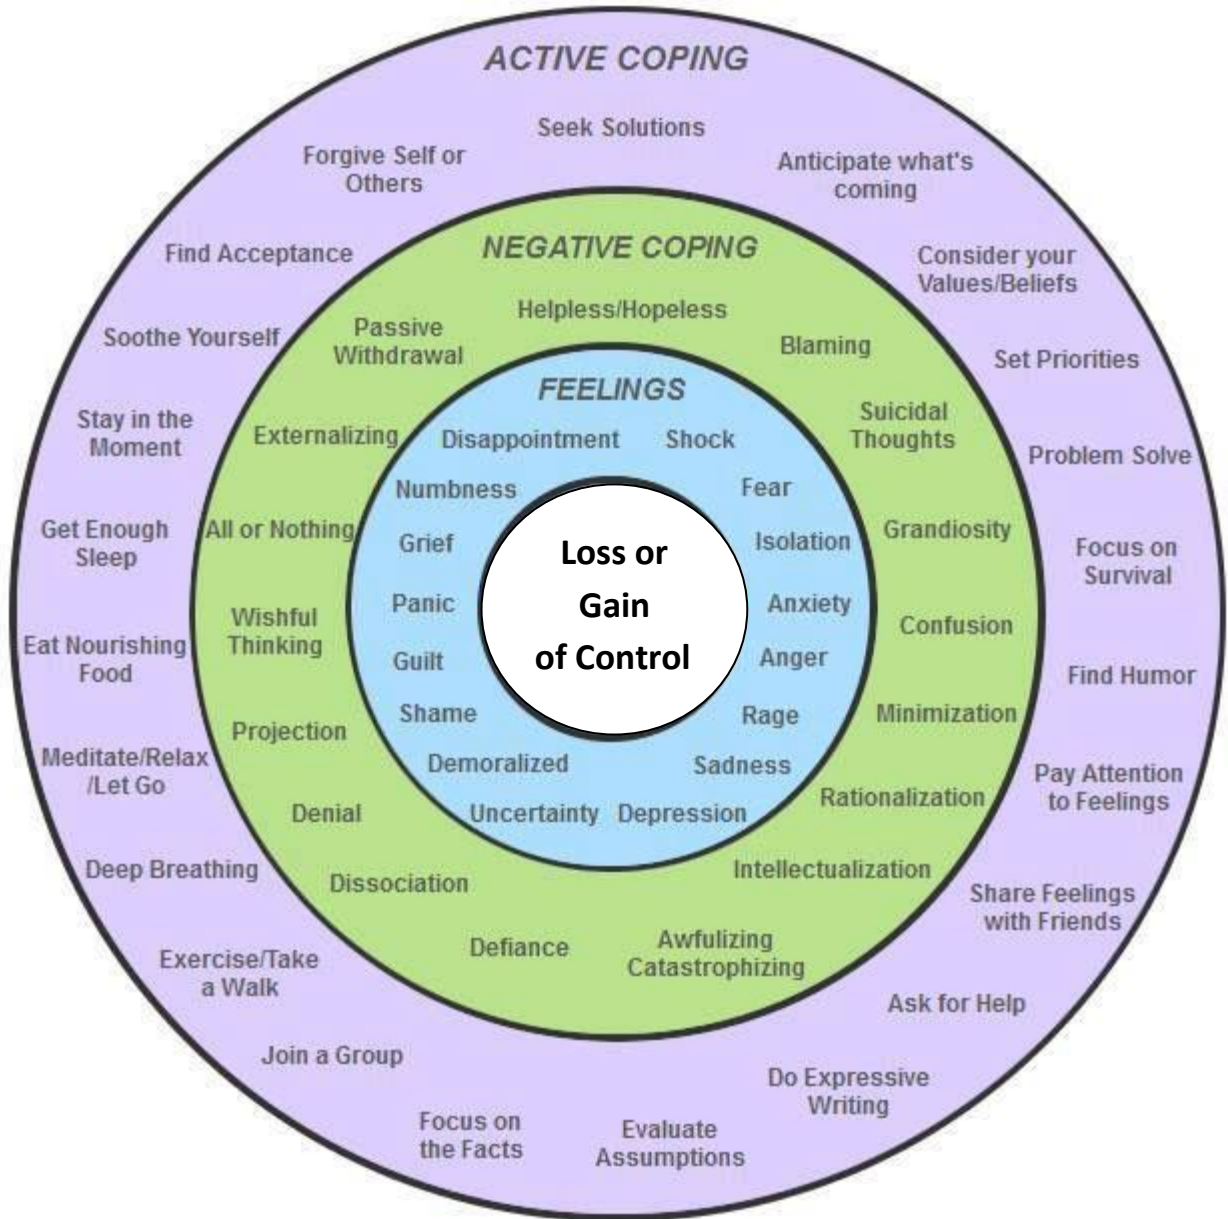 ACTIVE COPING
Seek Solutions
Anticipate what's
coming
Consider your
Values/Beliefs
Set Priorities
Problem Solve
Focus on
Survival
Find Humor
Pay Attention
to Feelings
Share Feelings
with Friends
Ask for Help
Do Expressive
Writing
Evaluate
Assumptions
Focus on
the Facts
Join a Group
Exercise/Take
a Walk
Deep Breathing
Meditate/Relax
/Let Go
Eat Nourishing
Food
Get Enough
Sleep
Stay in the
Moment
Soothe Yourself
Find Acceptance
Forgive Self or
Others
NEGATIVE COPING
Helpless/Hopeless
Blaming
Suicidal
Thoughts
Grandiosity
Confusion
Minimization
Rationalization
Intellectualization
Awfulizing
Catastrophizing
Defiance
Dissociation
Denial
Projection
Wishful
Thinking
All or Nothing
Externalizing
Passive
Withdrawal
FEELINGS
Disappointment
Shock
Fear
Isolation
Anxiety
Anger
Rage
Sadness
Depression
Uncertainty
Demoralized
Shame
Guilt
Panic
Grief
Numbness
Loss or
Gain
of Control